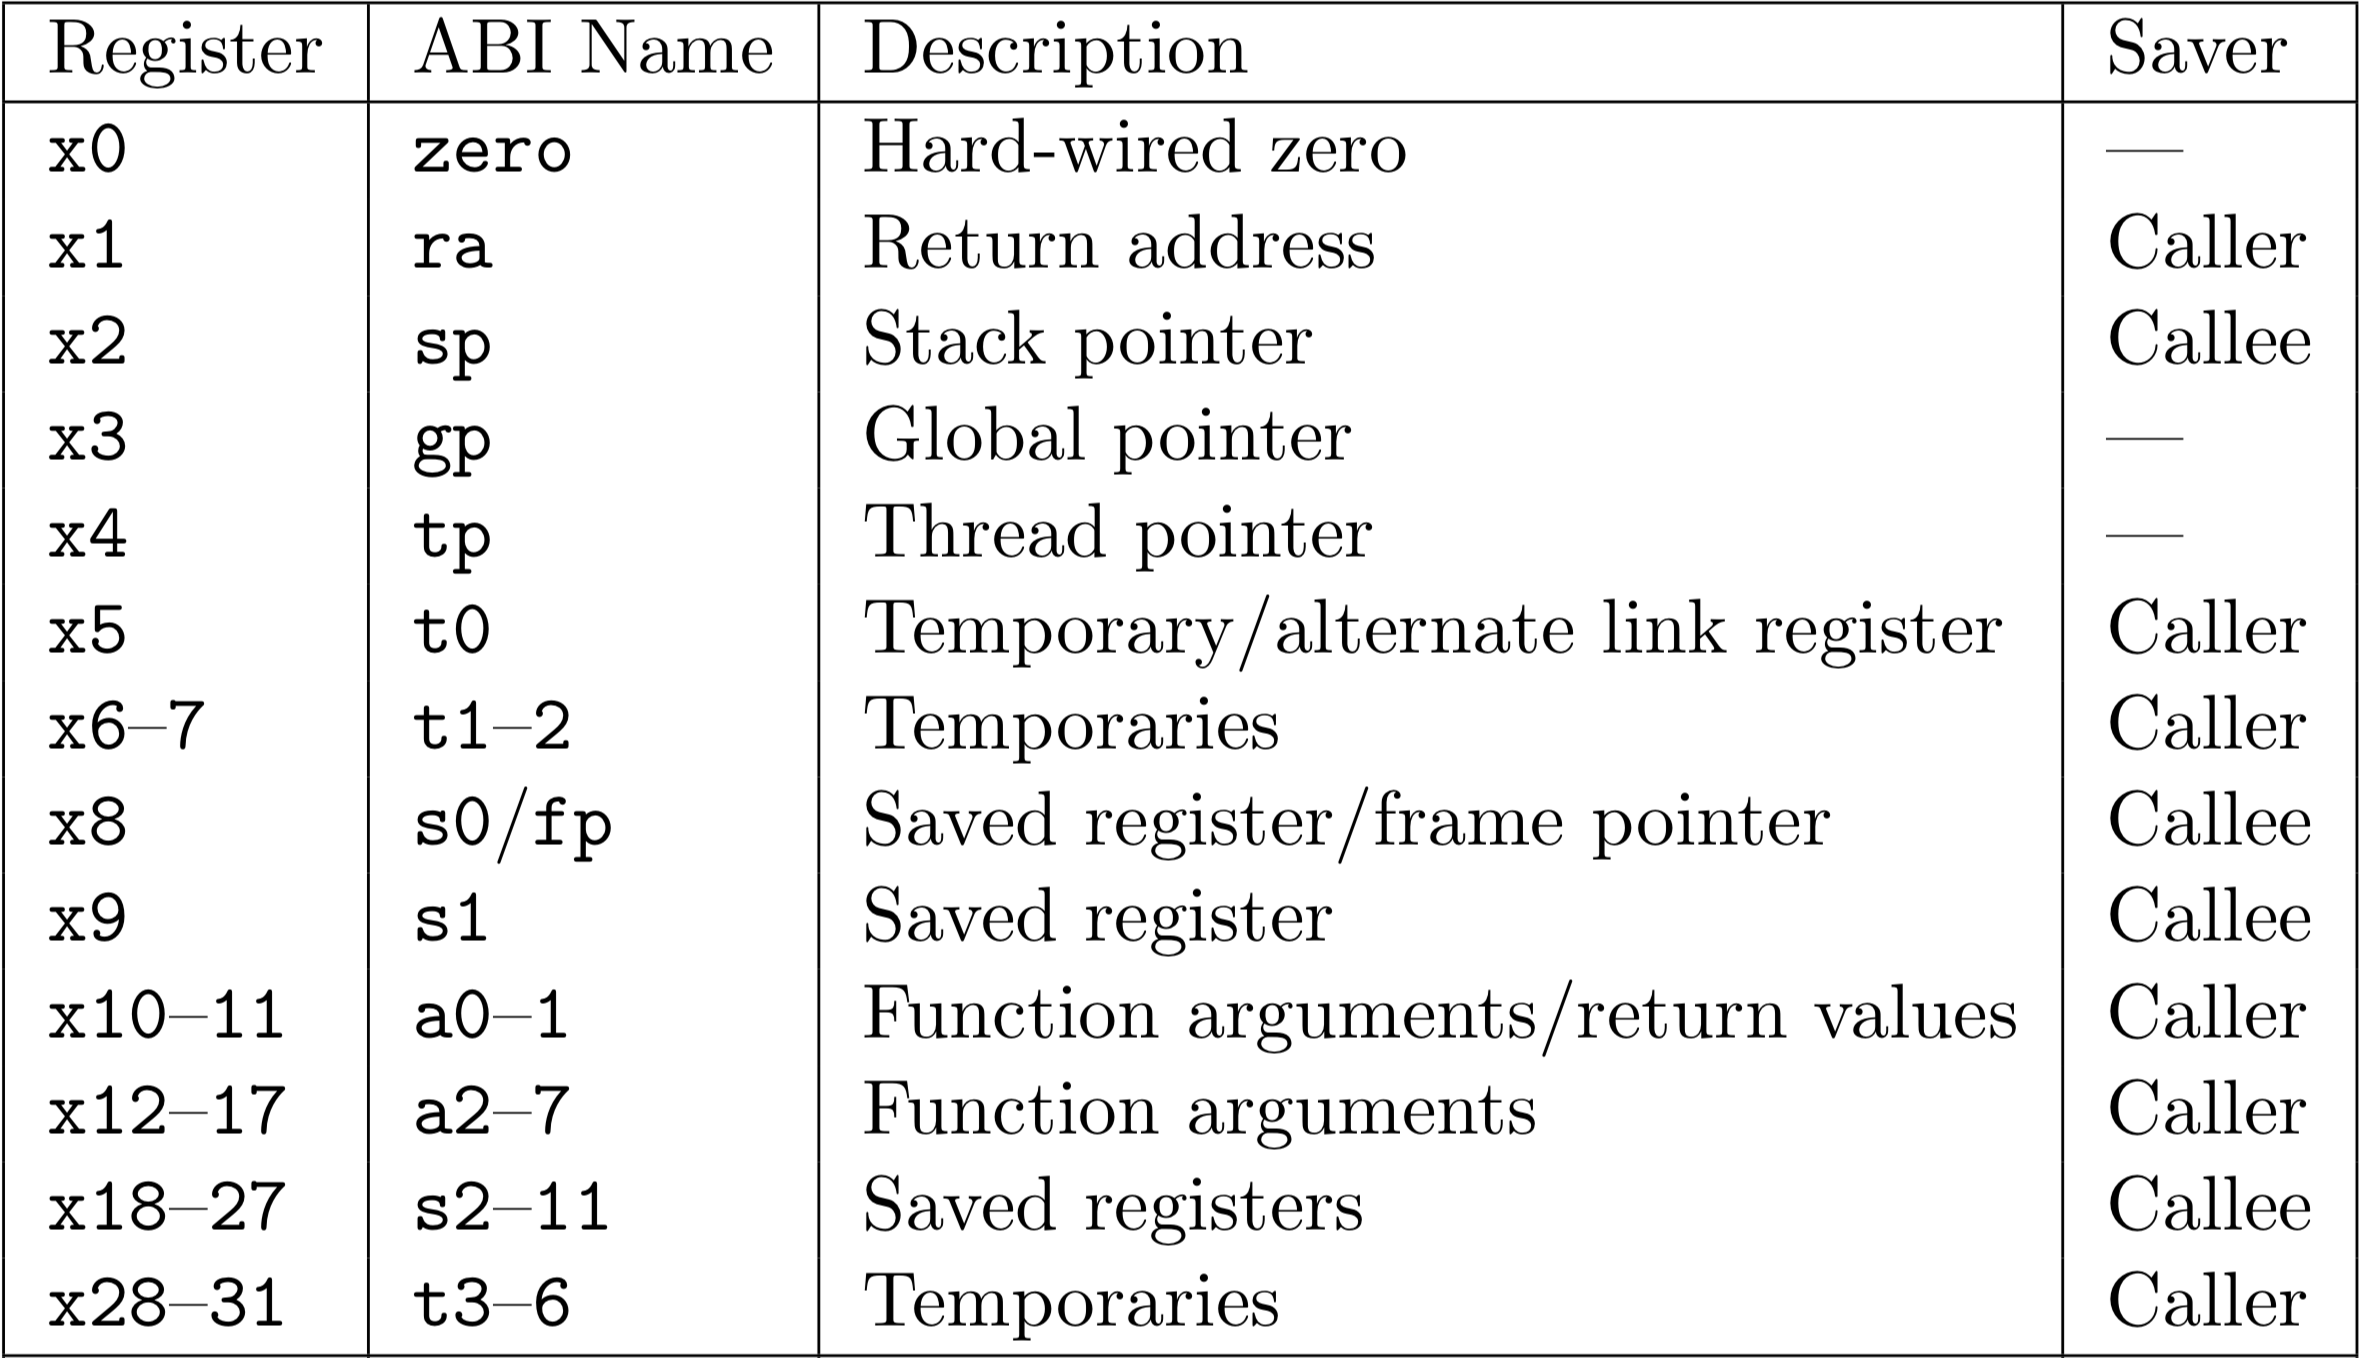 Register ABI Name Description Saver
x0 zero Hard-wired zero —
x1 ra Return address Caller
x2 sp Stack pointer Callee
x3 gp Global pointer —
x4 tp Thread pointer —
x5 t0 Temporary/alternate link register Caller
x6–7 t1–2 Temporaries Caller
x8 s0/fp Saved register/frame pointer Callee
x9 s1 Saved register Callee
x10–11 a0–1 Function arguments/return values Caller
x12–17 a2–7 Function arguments Caller
x18–27 s2–11 Saved registers Callee
x28–31 t3–6 Temporaries Caller